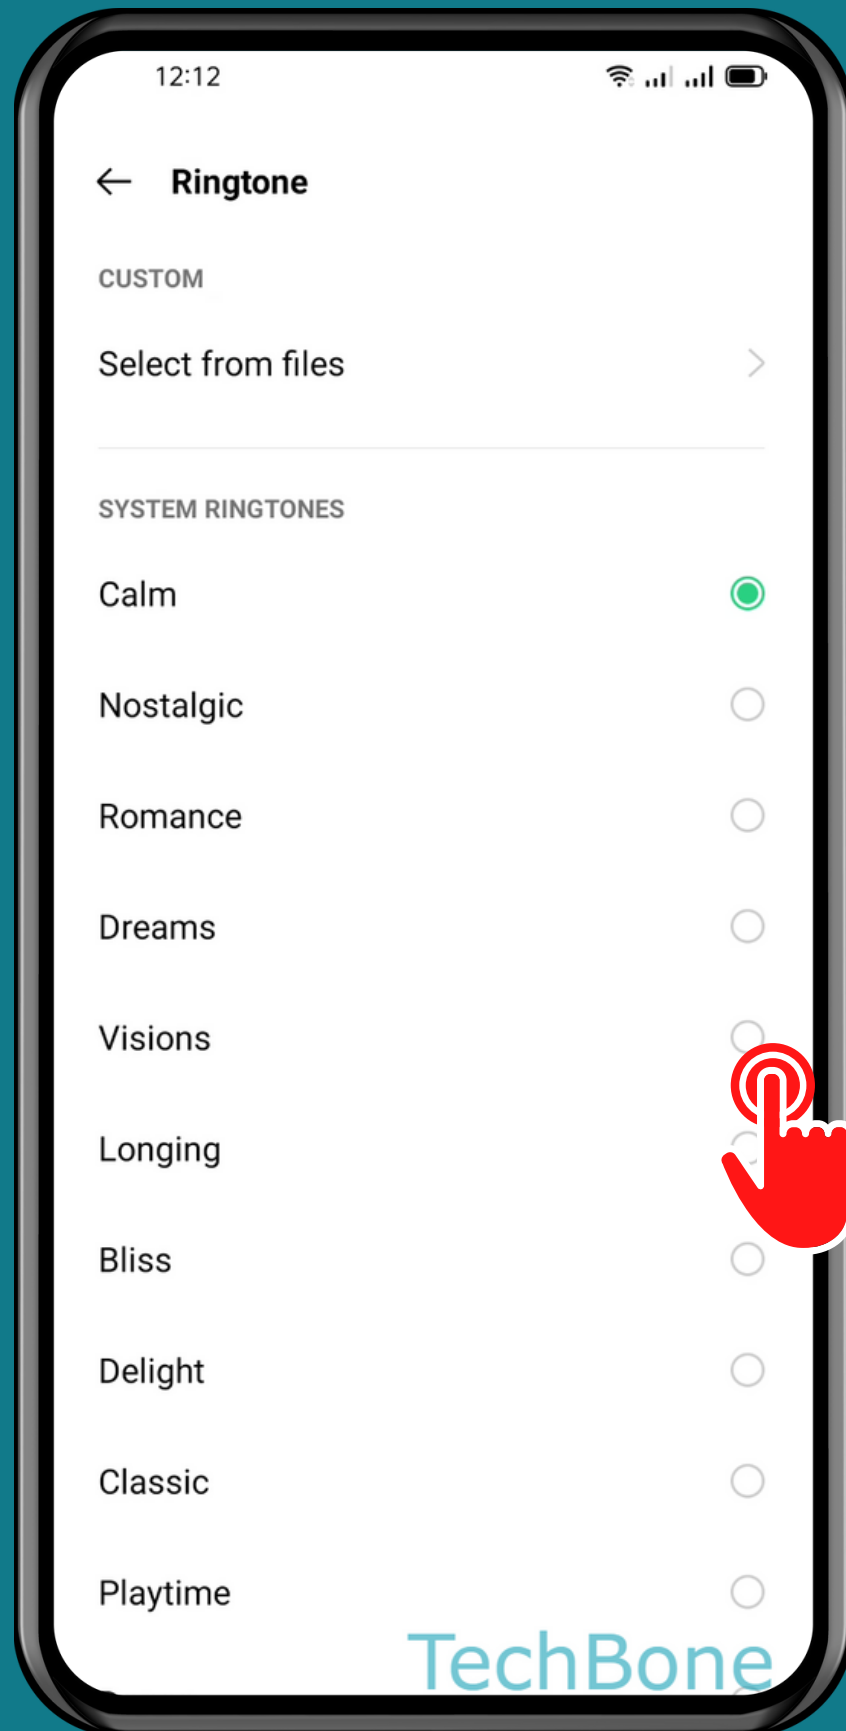 12:12
Ringtone
CUSTOM
Select from files
SYSTEM RINGTONES
Calm
Nostalgic
Romance
Dreams
Visions
Longing
Bliss
Delight
Classic
Playtime
TechBone